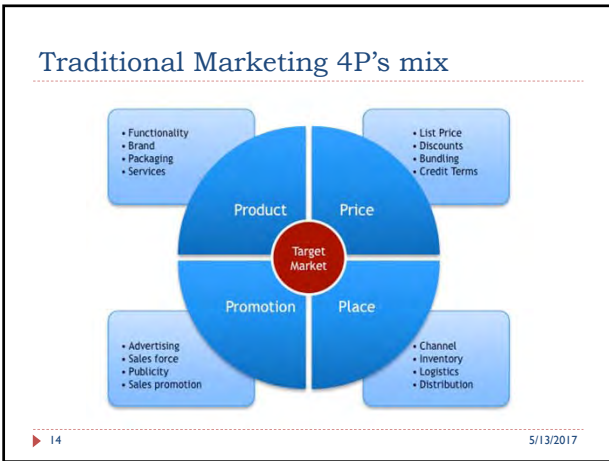 Traditional Marketing 4P's mix
• Functionality
• Brand
• Packaging
• Services
• List Price
• Discounts
• Bundling
• Credit Terms
Product
Price
Target
Market
Promotion
Place
• Advertising
• Sales force
• Publicity
• Sales promotion
• Channel
• Inventory
• Logistics
• Distribution
14
5/13/2017